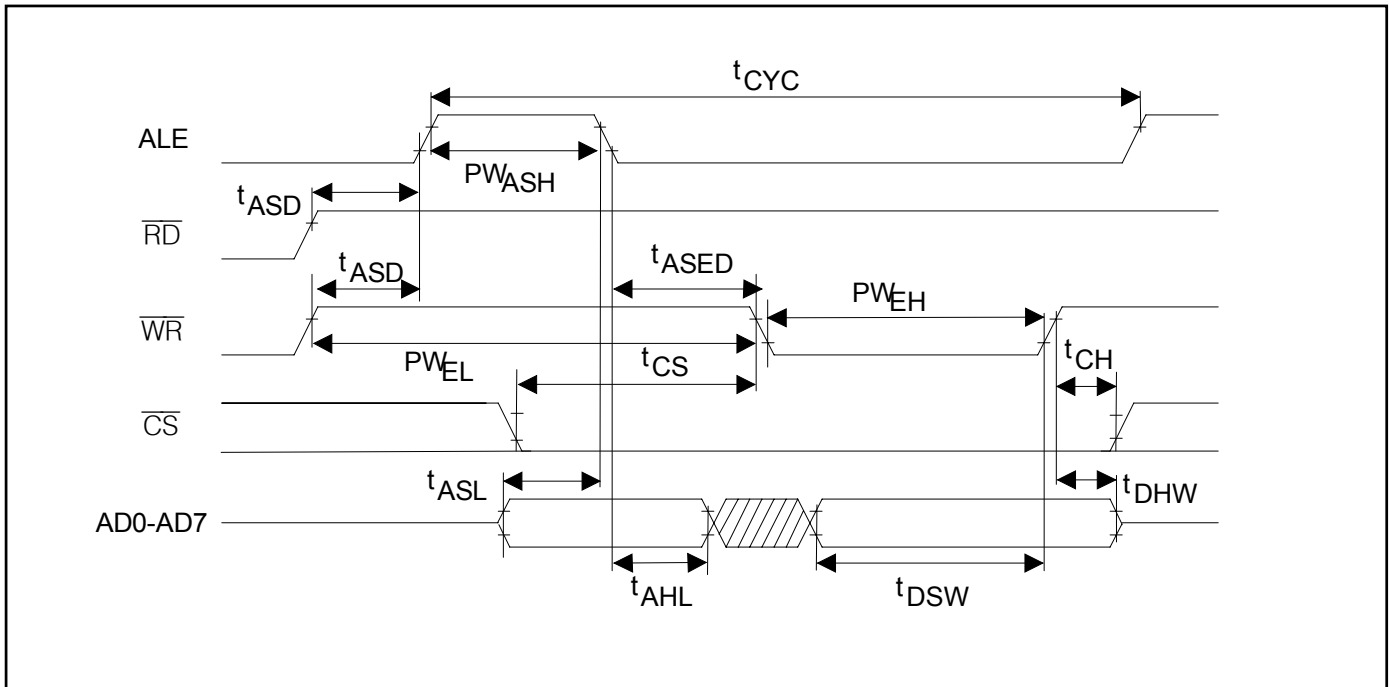 tCYC
ALE
PWASH
tASD
RD
tASD
tASED
PWEH
WR
PWEL
tCS
tCH
CS
tASL
tDHW
AD0-AD7
tAHL
tDSW